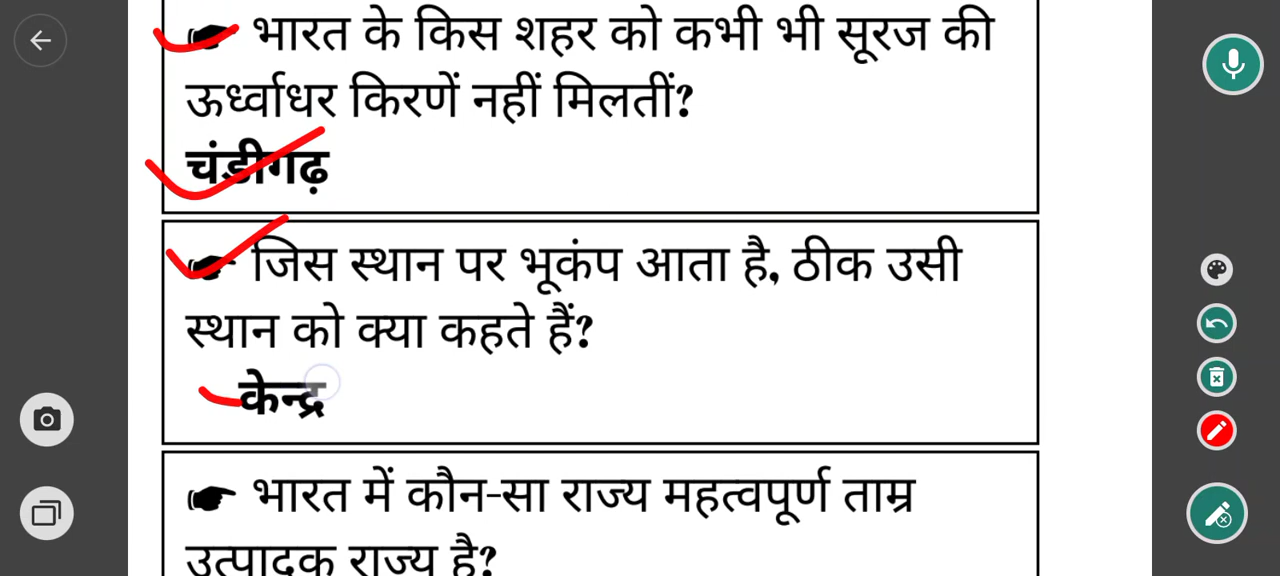 ☛ भारत के किस शहर को कभी भी सूरज की
ऊर्ध्वाधर किरणें नहीं मिलतीं?
चंडीगढ़
☛ जिस स्थान पर भूकंप आता है, ठीक उसी
स्थान को क्या कहते हैं?
केन्द्र
☛ भारत में कौन-सा राज्य महत्वपूर्ण ताम्र
उत्पादक राज्य है?